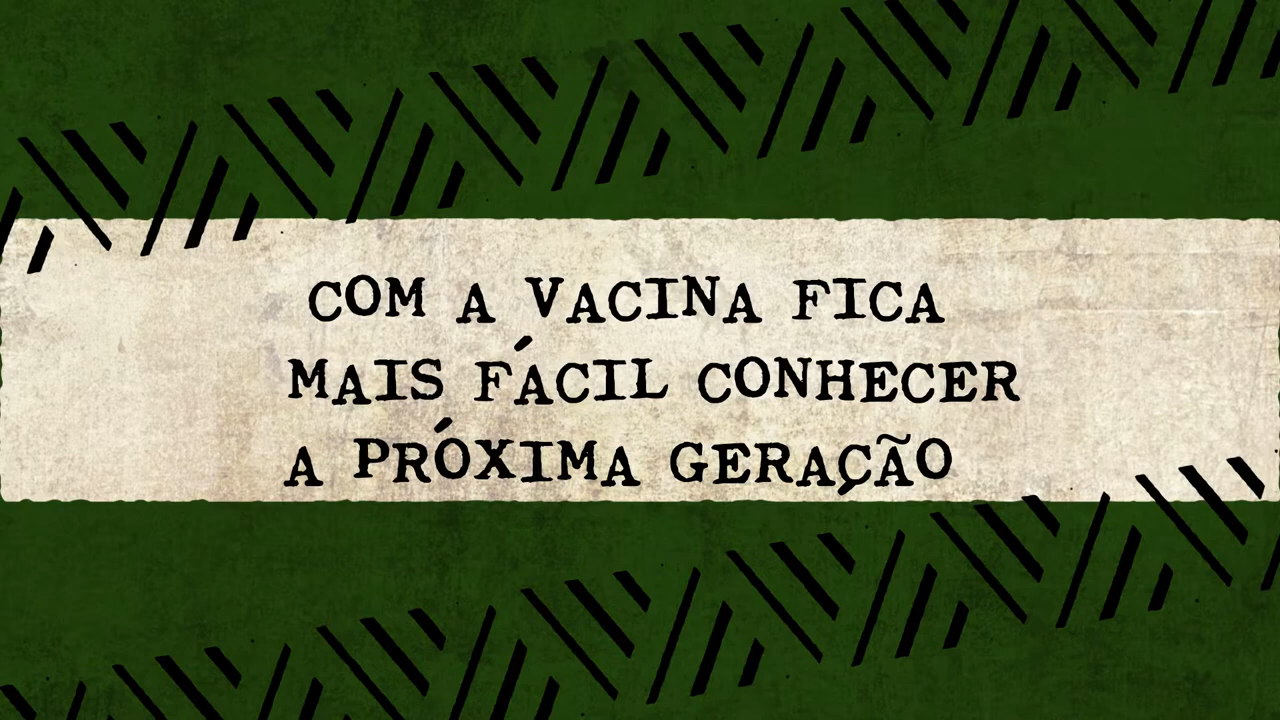 COM A VACINA FICA
MAIS FÁCIL CONHECER
A PRÓXIMA GERAÇÃO